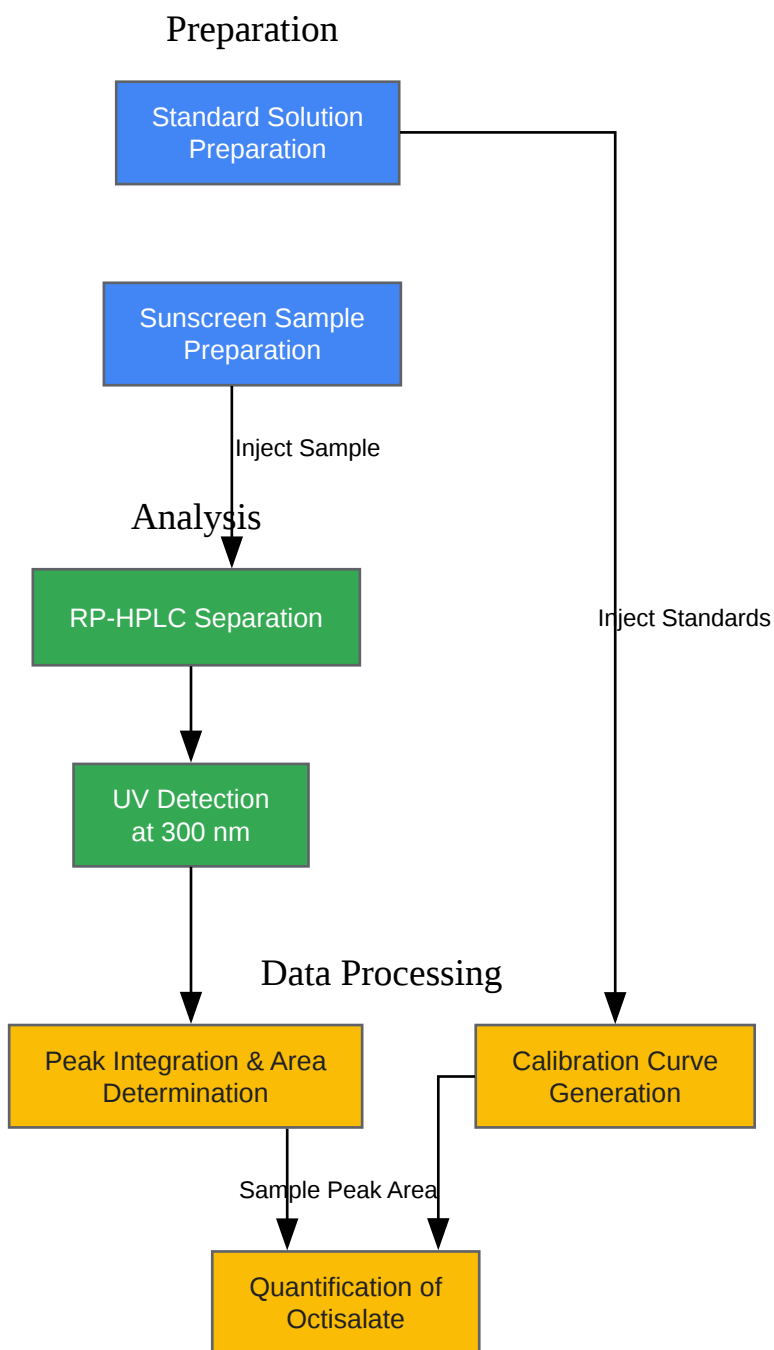 Preparation
Standard Solution
Preparation
Sunscreen Sample
Preparation
Inject Sample
Analysis
RP-HPLC Separation
Inject Standards
UV Detection
at 300 nm
Data Processing
Peak Integration & Area
Determination
Calibration Curve
Generation
Sample Peak Area
Quantification of
Octisalate